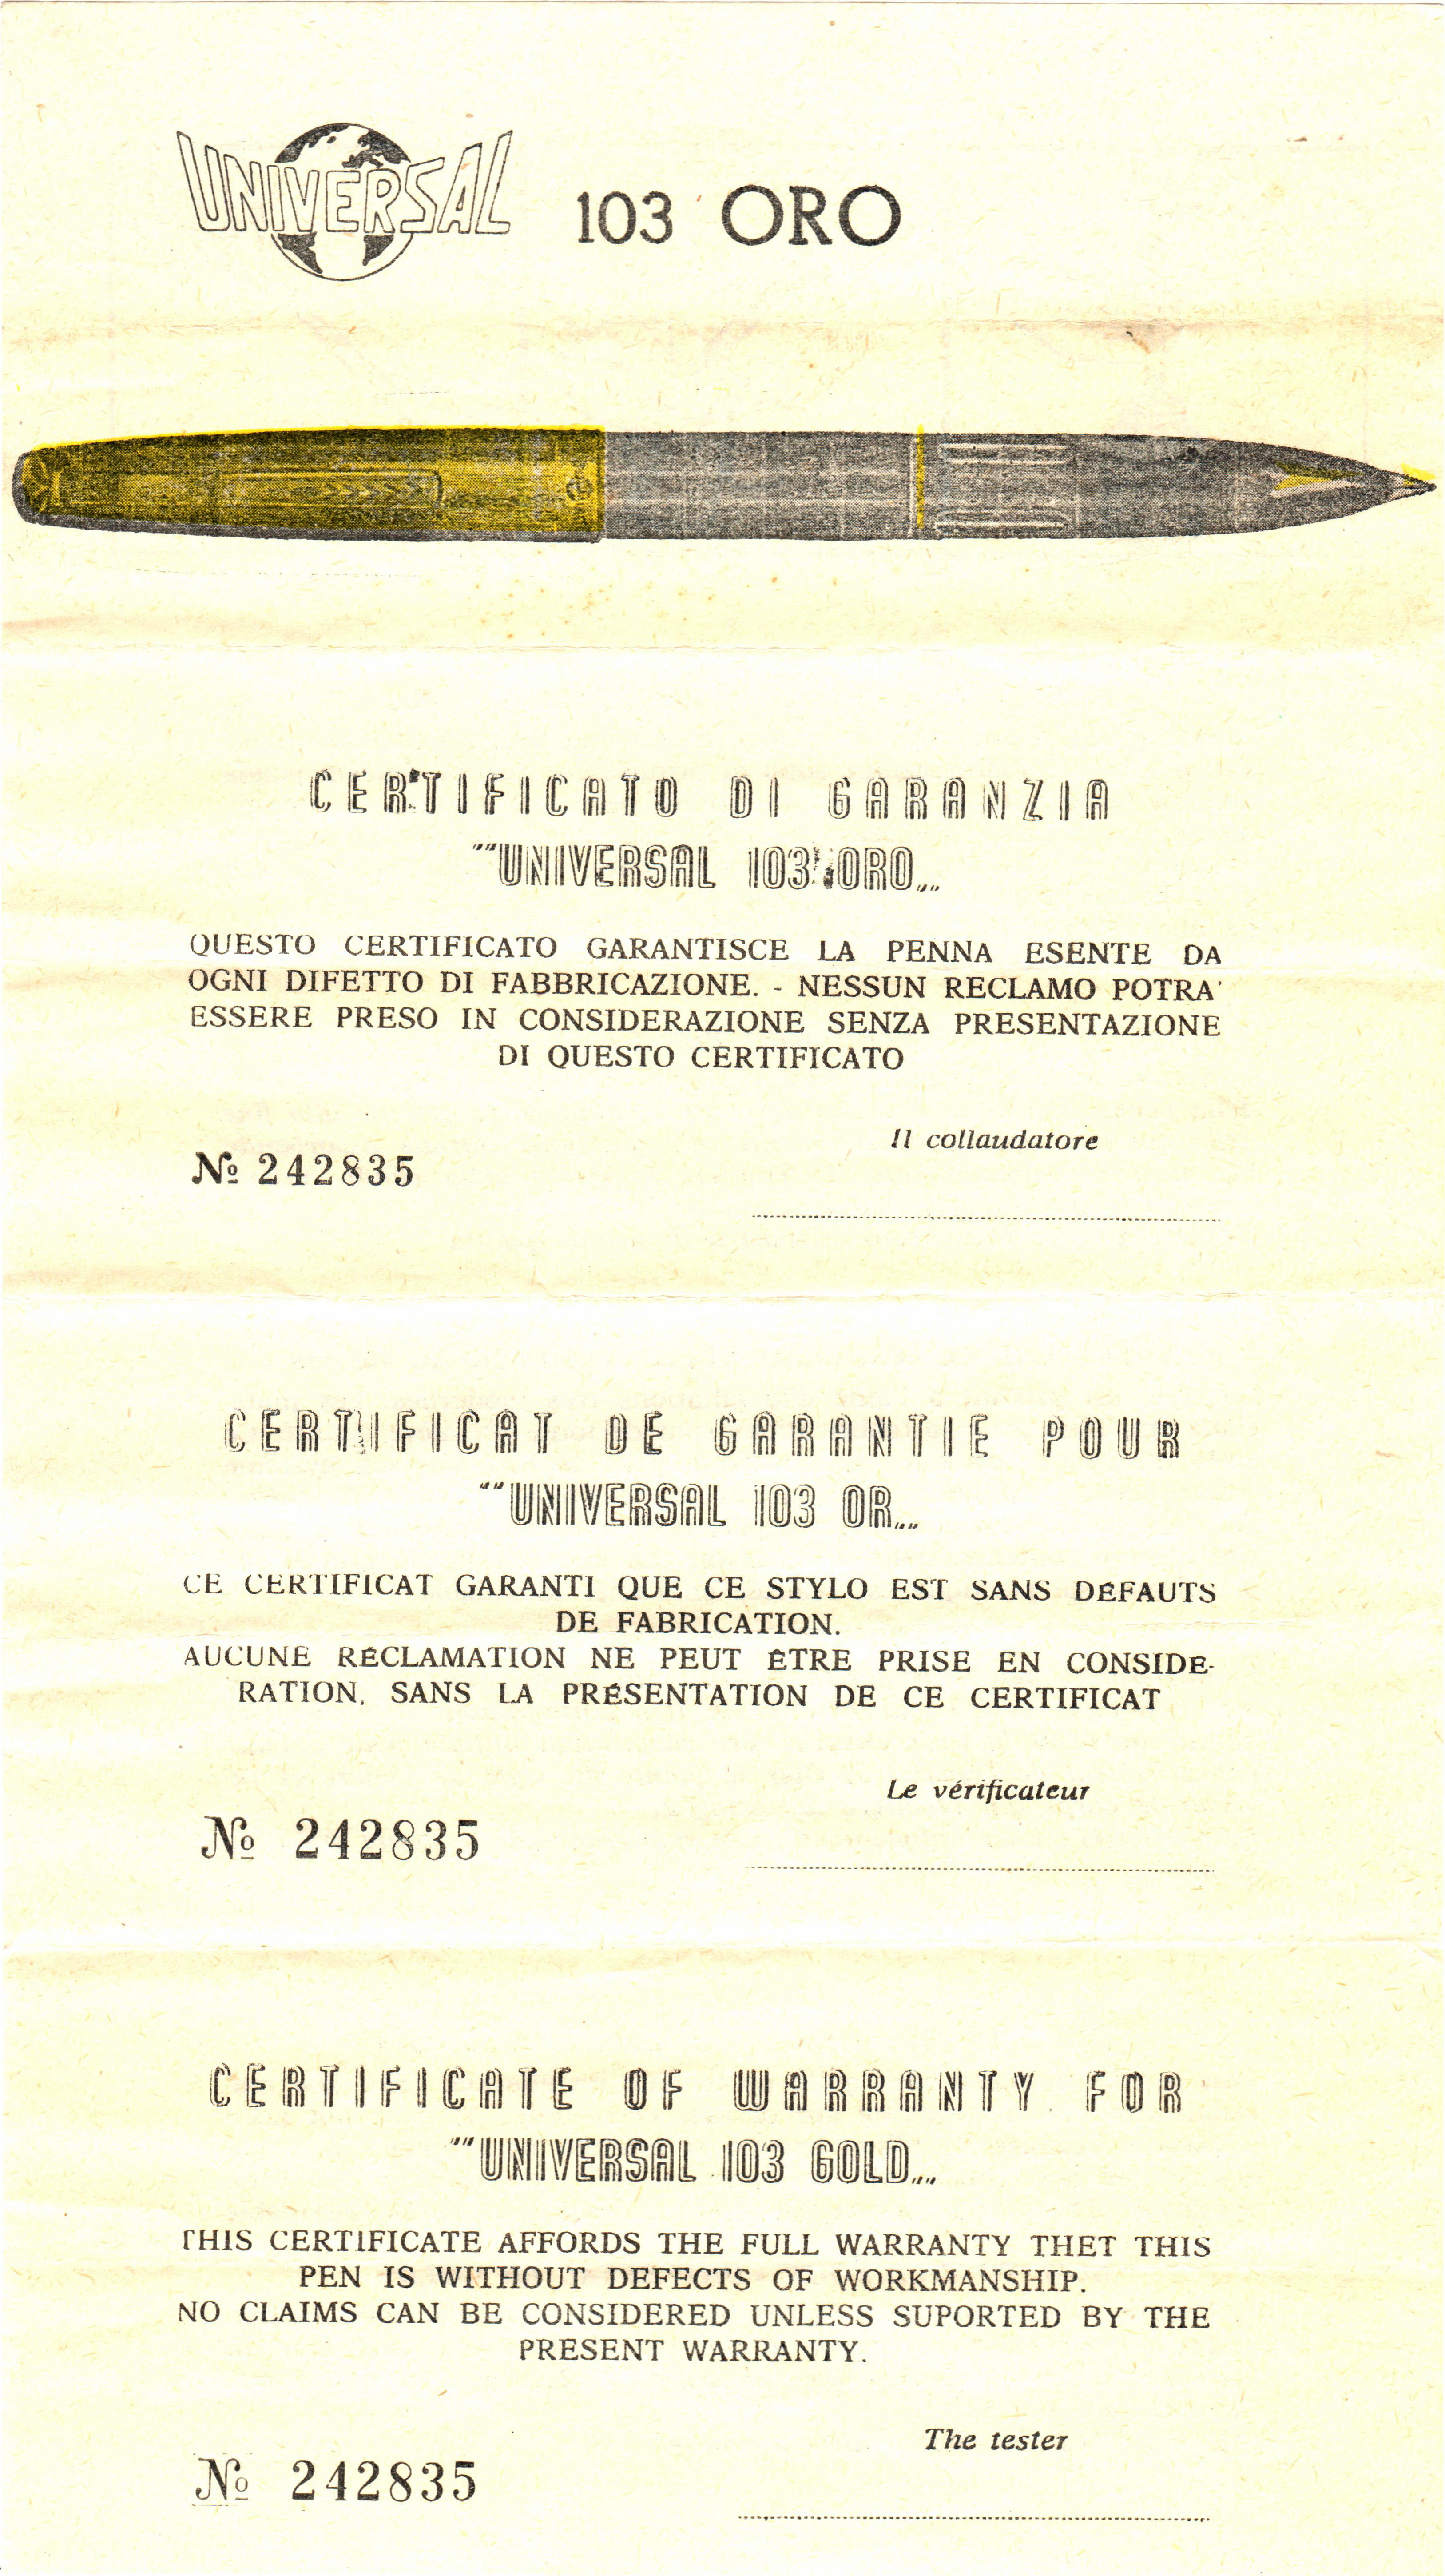 UNIVERSAL 103 ORO
CERTIFICATO DI GARANZIA
""UNIVERSAL 103 ORO,,,,
QUESTO CERTIFICATO GARANTISCE LA PENNA ESENTE DA
OGNI DIFETTO DI FABBRICAZIONE. - NESSUN RECLAMO POTRA'
ESSERE PRESO IN CONSIDERAZIONE SENZA PRESENTAZIONE
DI QUESTO CERTIFICATO
Il collaudatore
№ 242835
CERTIFICAT DE GARANTIE POUR
""UNIVERSAL 103 OR,,,,
CE CERTIFICAT GARANTI QUE CE STYLO EST SANS DÉFAUTS
DE FABRICATION.
AUCUNE RÉCLAMATION NE PEUT ÊTRE PRISE EN CONSIDE-
RATION, SANS LA PRÉSENTATION DE CE CERTIFICAT
Le vérificateur
№ 242835
CERTIFICATE OF WARRANTY FOR
""UNIVERSAL 103 GOLD,,,,
THIS CERTIFICATE AFFORDS THE FULL WARRANTY THET THIS
PEN IS WITHOUT DEFECTS OF WORKMANSHIP.
NO CLAIMS CAN BE CONSIDERED UNLESS SUPORTED BY THE
PRESENT WARRANTY.
The tester
№ 242835